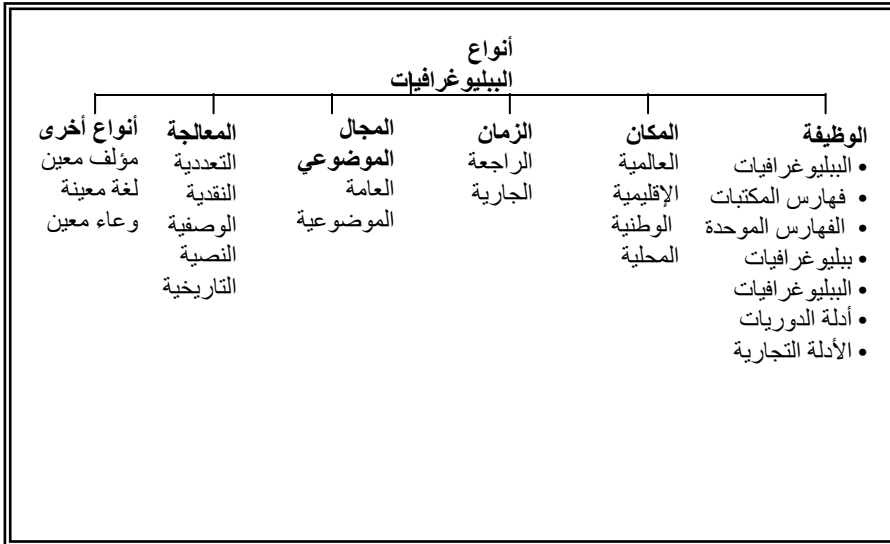 أنواع
الببليوغرافيات
الوظيفة
• الببليوغرافيات
• فهارس المكتبات
• الفهارس الموحدة
• ببليوغرافيات
• الببليوغرافيات
• أدلة الدوريات
• الأدلة التجارية
المكان
العالمية
الإقليمية
الوطنية
المحلية
الزمان
الراجعة
الجارية
المجال
الموضوعي
العامة
الموضوعية
المعالجة
التعددية
النقدية
الوصفية
النصية
التاريخية
أنواع أخرى
مؤلف معين
لغة معينة
وعاء معين